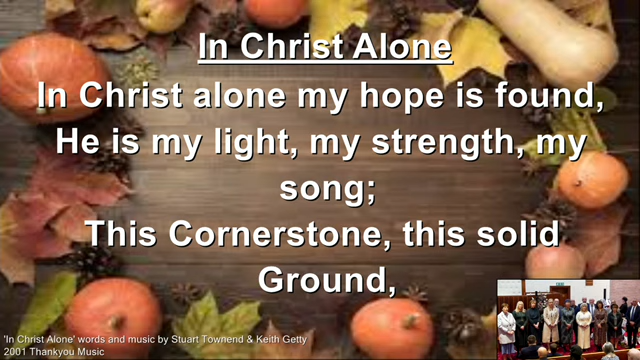 In Christ Alone
In Christ alone my hope is found,
He is my light, my strength, my
song;
This Cornerstone, this solid
Ground,
'In Christ Alone' words and music by Stuart Townend & Keith Getty
2001 Thankyou Music